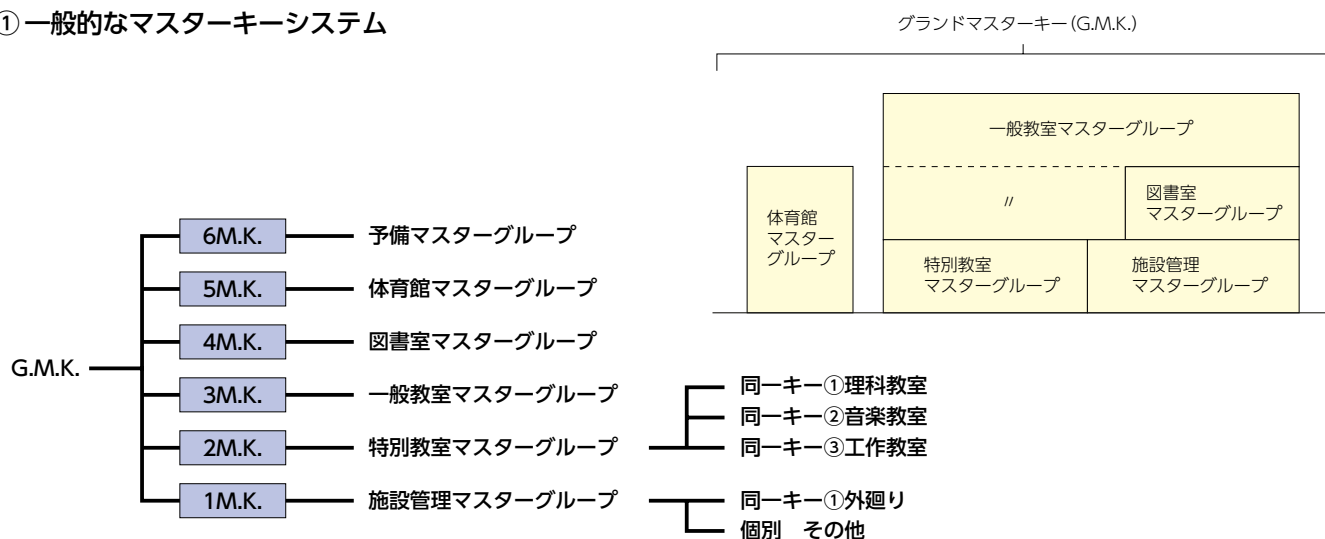 ① 一般的なマスターキーシステム
グランドマスターキー(G.M.K.)
一般教室マスターグループ
〃
図書室
マスターグループ
体育館
マスター
グループ
特別教室
マスターグループ
施設管理
マスターグループ
G.M.K.
6M.K.
予備マスターグループ
5M.K.
体育館マスターグループ
4M.K.
図書室マスターグループ
3M.K.
一般教室マスターグループ
2M.K.
特別教室マスターグループ
同一キー①理科教室
同一キー②音楽教室
同一キー③工作教室
1M.K.
施設管理マスターグループ
同一キー①外廻り
個別 その他